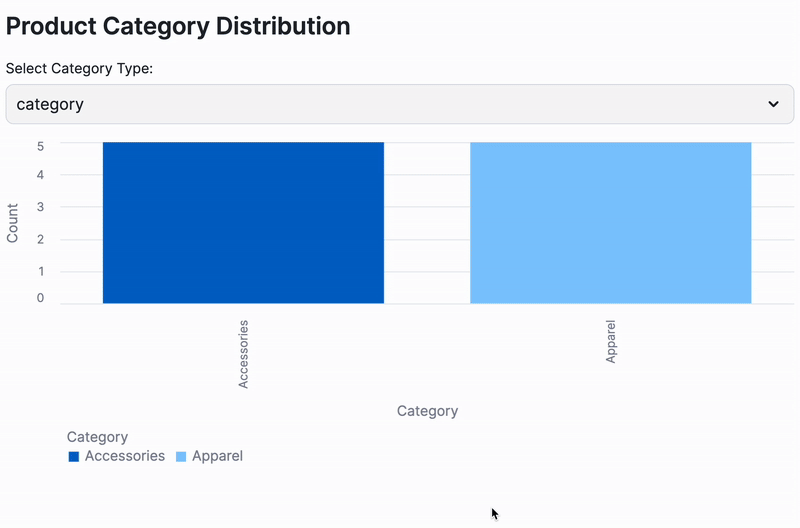 Product Category Distribution
Select Category Type:
category
5
4
3
2
1
0
Count
Accessories
Apparel
Category
Category
Accessories Apparel